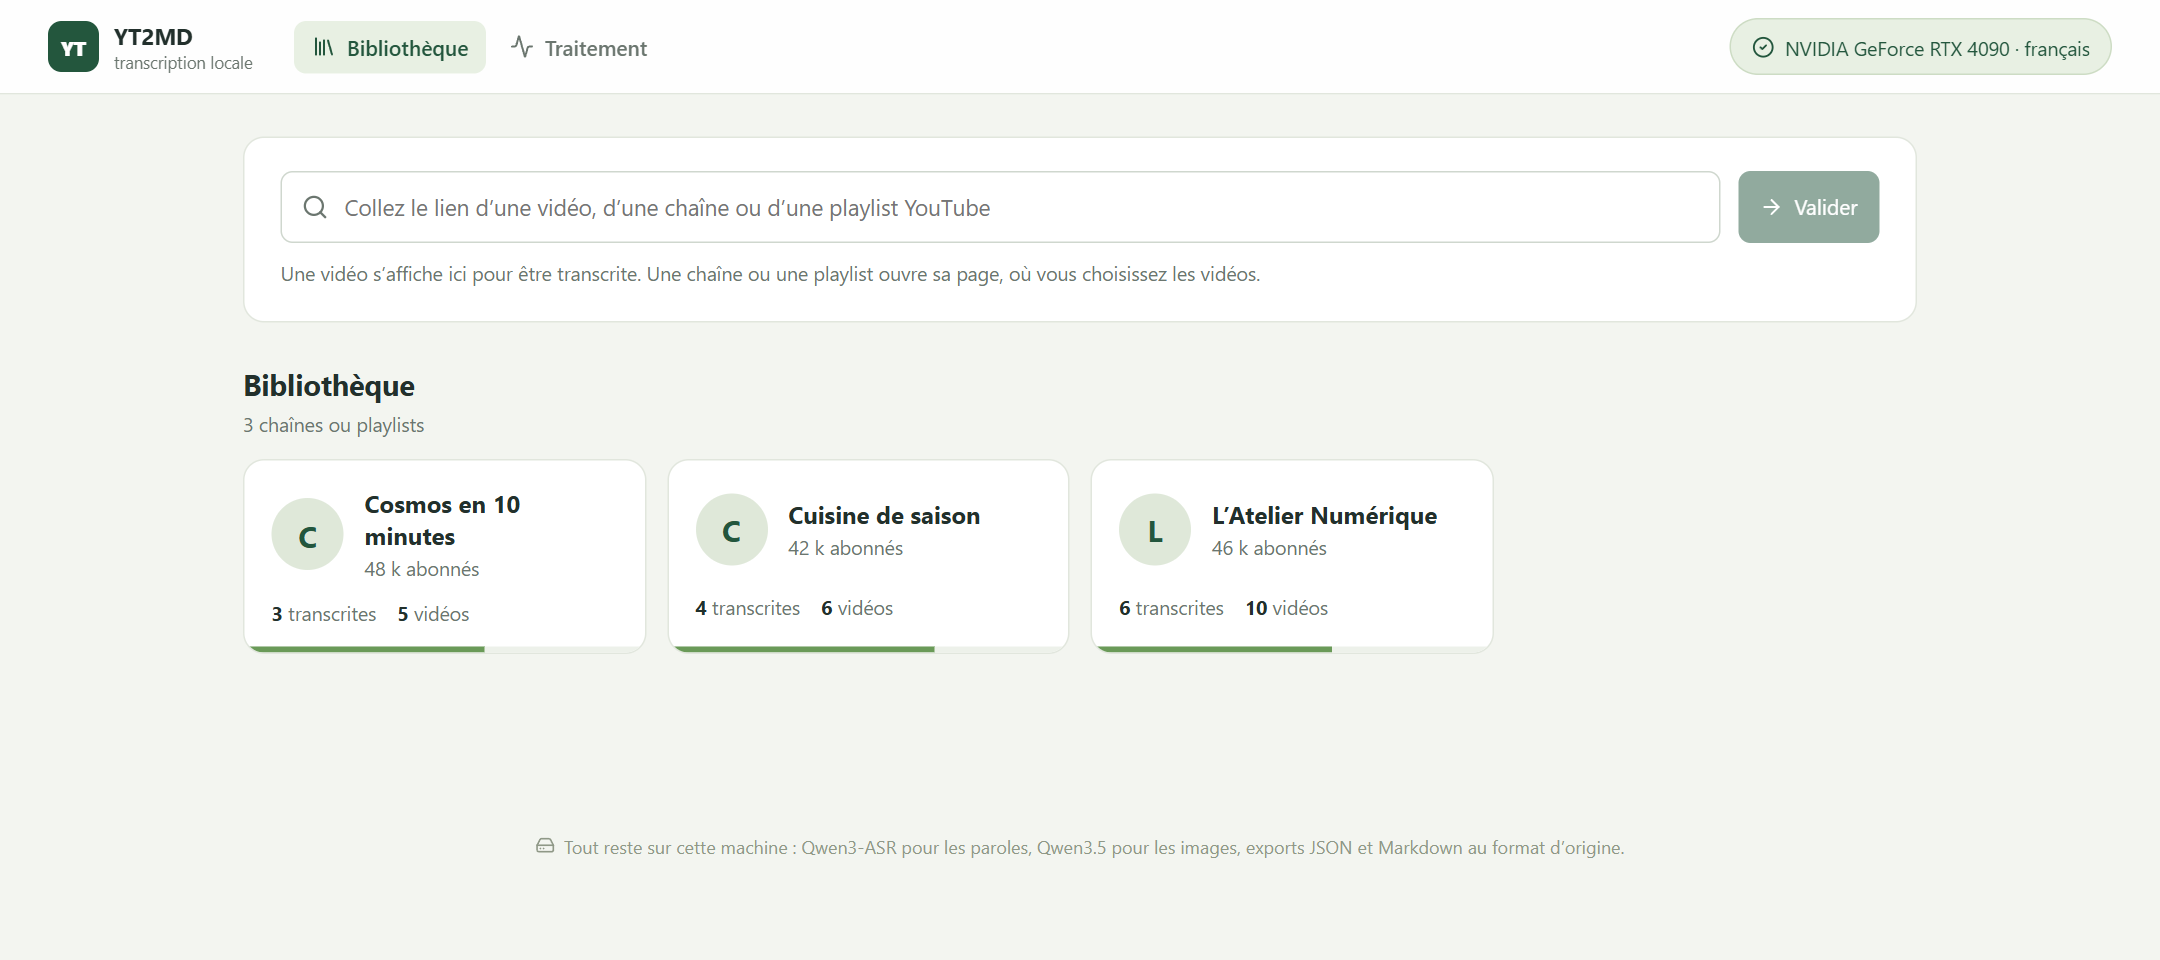 YT
YT2MD
transcription locale
Bibliothèque
Traitement
NVIDIA GeForce RTX 4090 · français
Collez le lien d’une vidéo, d’une chaîne ou d’une playlist YouTube
Valider
Une vidéo s’affiche ici pour être transcrite. Une chaîne ou une playlist ouvre sa page, où vous choisissez les vidéos.
Bibliothèque
3 chaînes ou playlists
C
Cosmos en 10
minutes
48 k abonnés
3 transcrites 5 vidéos
C
Cuisine de saison
42 k abonnés
4 transcrites 6 vidéos
L
L’Atelier Numérique
46 k abonnés
6 transcrites 10 vidéos
Tout reste sur cette machine : Qwen3-ASR pour les paroles, Qwen3.5 pour les images, exports JSON et Markdown au format d’origine.